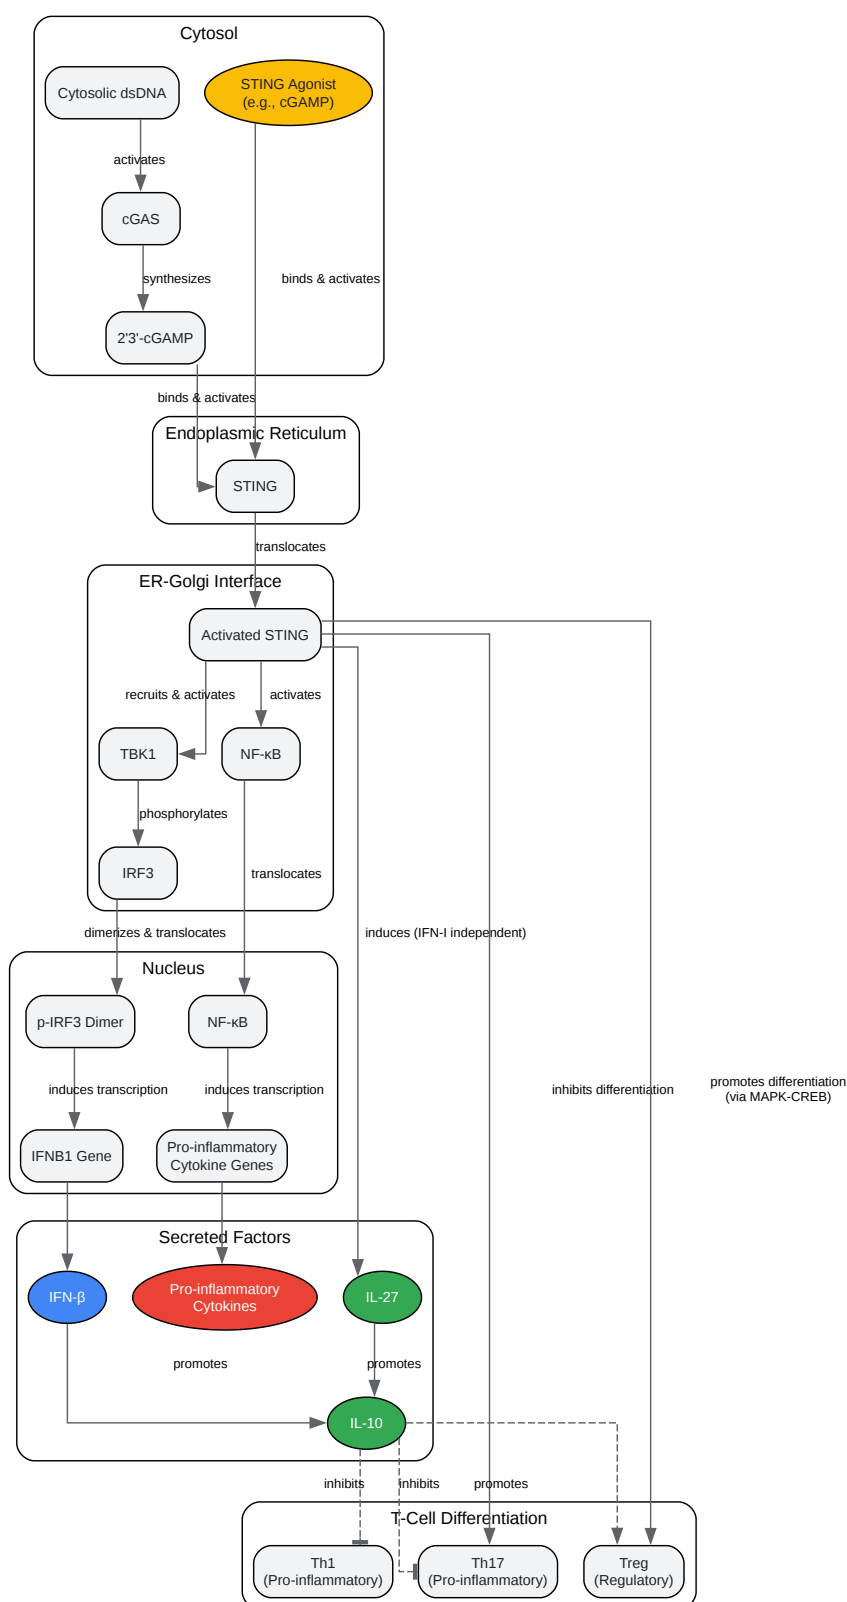 Cytosol
Cytosolic dsDNA
STING Agonist
(e.g., cGAMP)
activates
cGAS
synthesizes
binds & activates
2'3'-cGAMP
binds & activates
Endoplasmic Reticulum
STING
translocates
ER-Golgi Interface
Activated STING
recruits & activates
activates
TBK1
NF-κB
phosphorylates
IRF3
translocates
dimerizes & translocates
induces (IFN-I independent)
Nucleus
p-IRF3 Dimer
NF-κB
induces transcription
induces transcription
inhibits differentiation
promotes differentiation
(via MAPK-CREB)
IFNB1 Gene
Pro-inflammatory
Cytokine Genes
Secreted Factors
IFN-β
Pro-inflammatory
Cytokines
IL-27
promotes
promotes
IL-10
inhibits
inhibits
promotes
T-Cell Differentiation
Th1
(Pro-inflammatory)
Th17
(Pro-inflammatory)
Treg
(Regulatory)